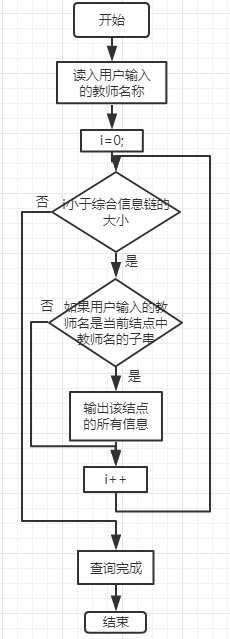 开始
读入用户输入
的教师名称
i=0;
i小于综合信息链的
大小
否
是
如果用户输入的教
师名是当前结点中
教师名的子串
否
是
输出该结点
的所有信息
i++
查询完成
结束